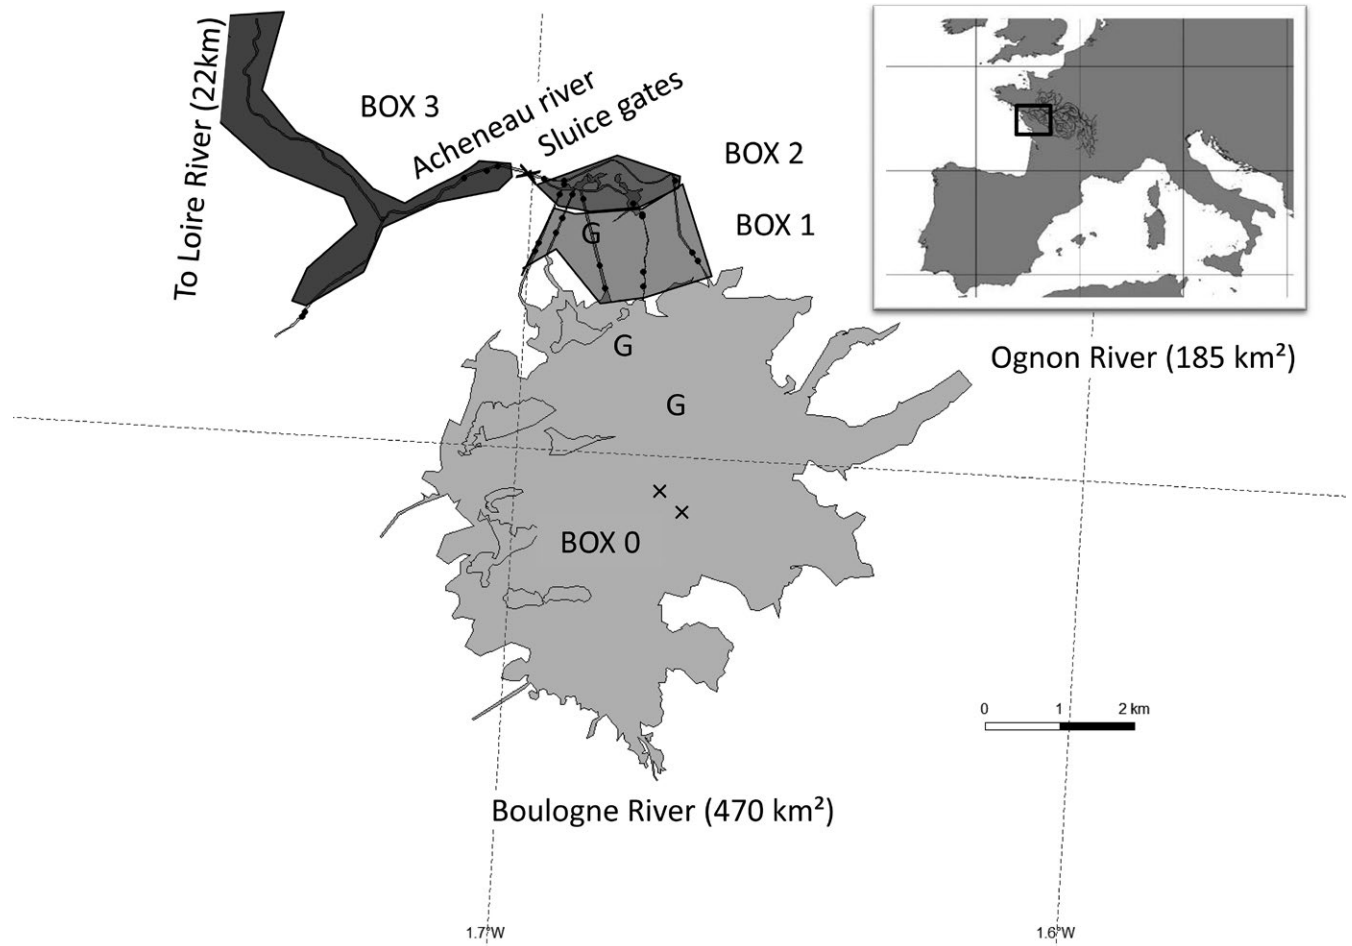 To Loire River (22km)
BOX 3
Acheneau river
Sluice gates
BOX 2
BOX 1
G
G
G
Ognon River (185 km²)
BOX 0
0 1 2 km
Boulogne River (470 km²)
1.7°W
1.6°W